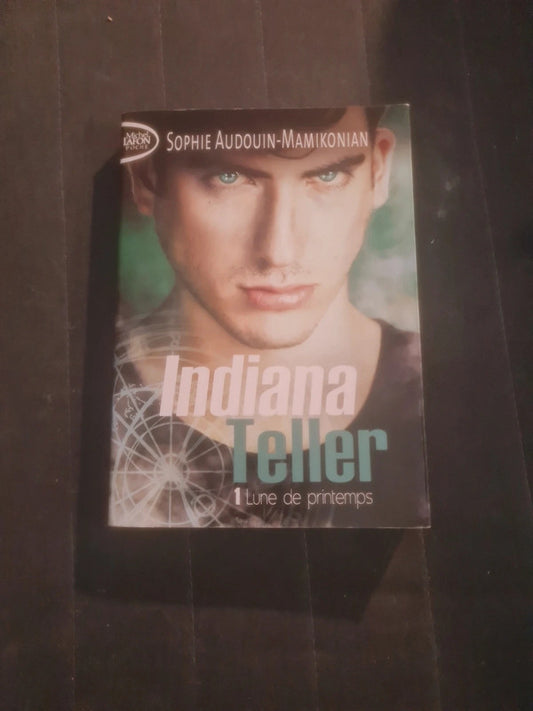 Michel
LAFON
POCHE
SOPHIE AUDOUIN-MAMIKONIAN
Indiana
Teller
1 Lune de printemps